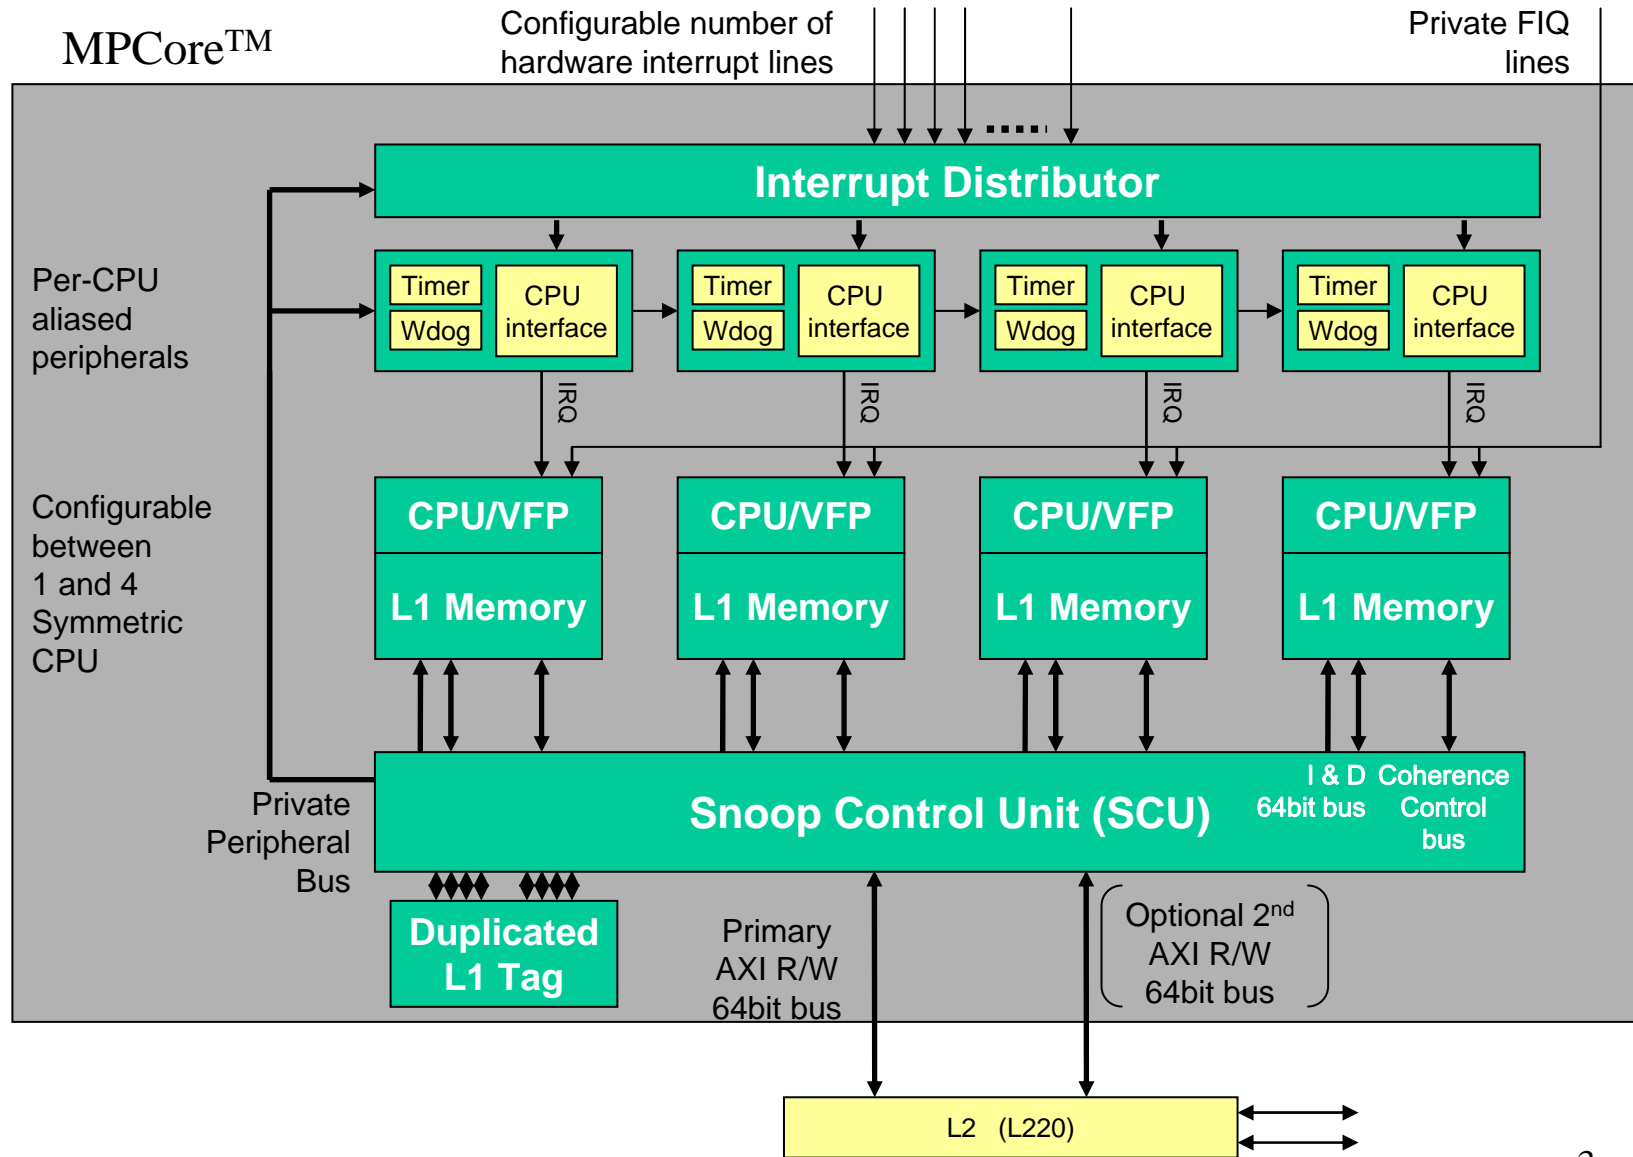 MPCore™
Configurable number of
hardware interrupt lines
Private FIQ
lines
Interrupt Distributor
Per-CPU
aliased
peripherals
Timer
Wdog
CPU
interface
Timer
Wdog
CPU
interface
Timer
Wdog
CPU
interface
Timer
Wdog
CPU
interface
IRQ
IRQ
IRQ
IRQ
Configurable
between
1 and 4
Symmetric
CPU
CPU/VFP
L1 Memory
CPU/VFP
L1 Memory
CPU/VFP
L1 Memory
CPU/VFP
L1 Memory
Private
Peripheral
Bus
Snoop Control Unit (SCU)
I & D
64bit bus
Coherence
Control
bus
Duplicated
L1 Tag
Primary
AXI R/W
64bit bus
Optional 2nd
AXI R/W
64bit bus
L2 (L220)